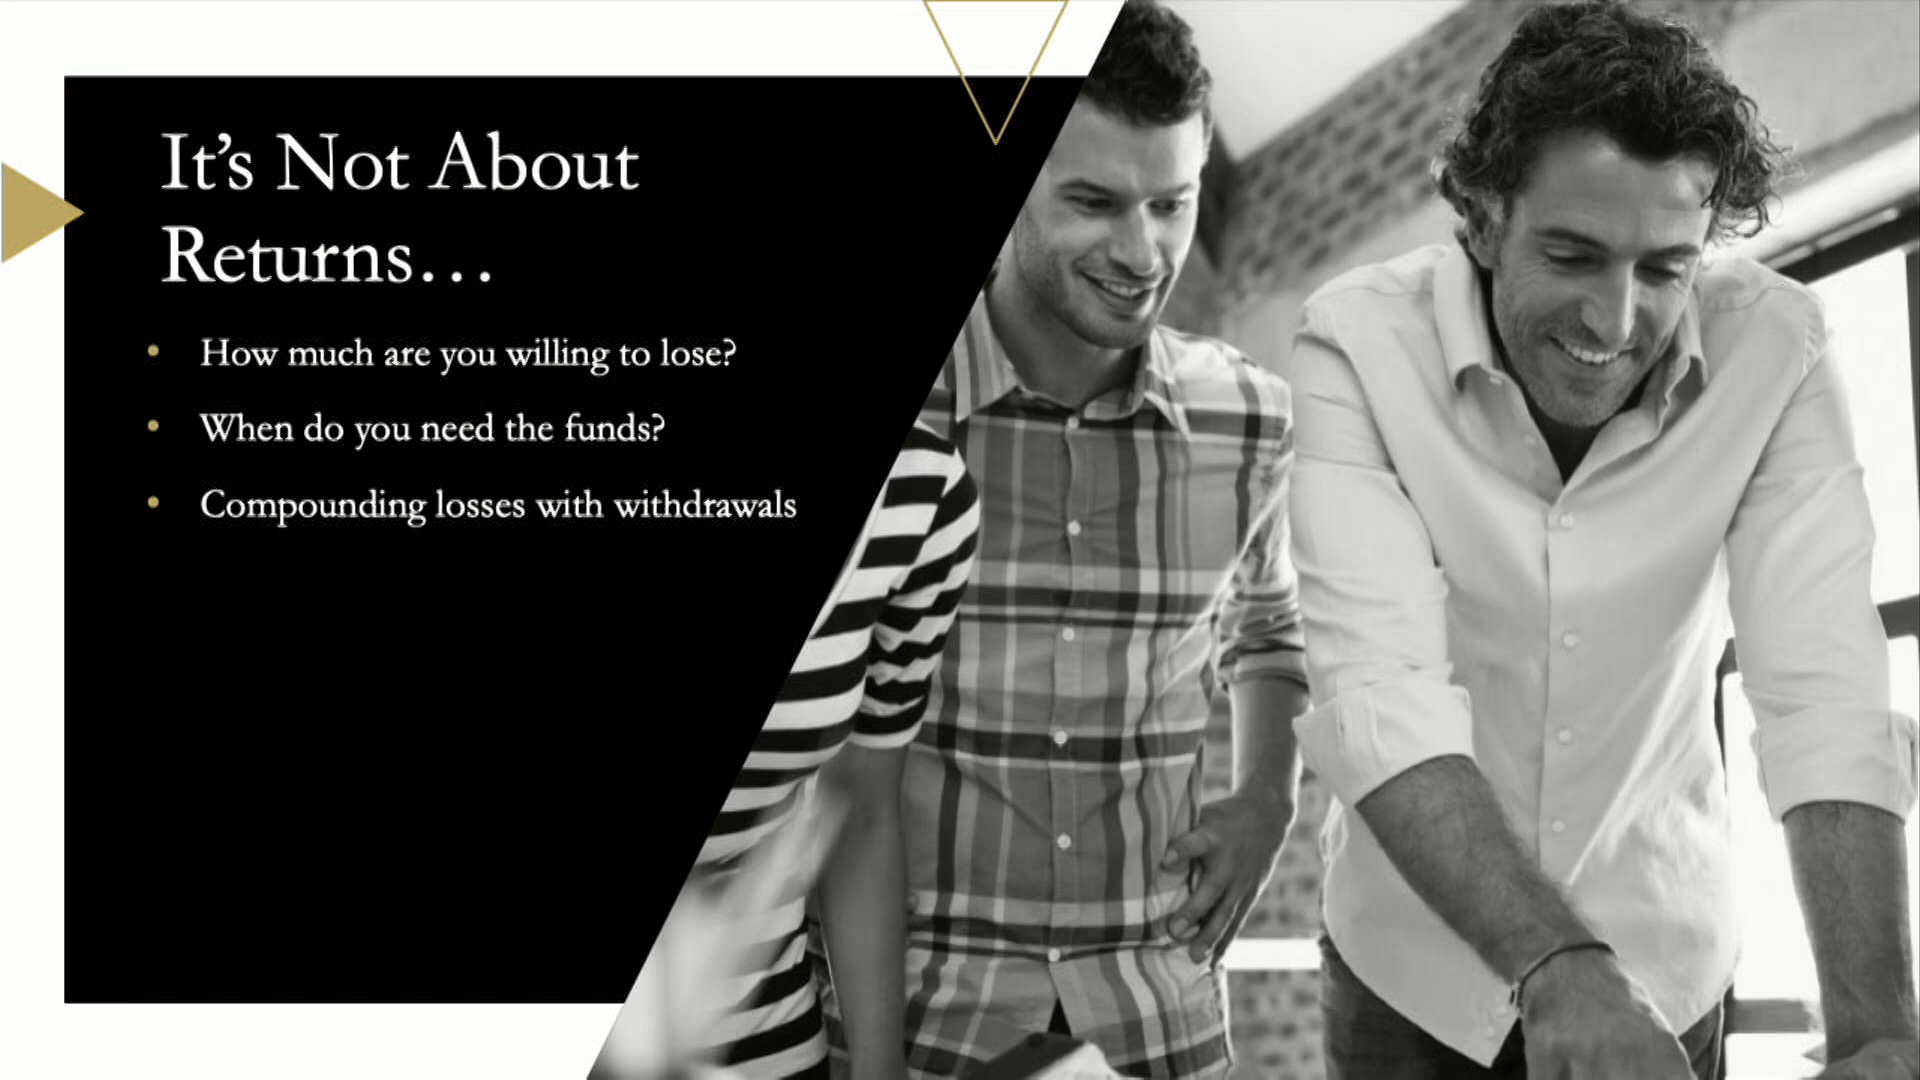 It’s Not About
Returns…
• How much are you willing to lose?
• When do you need the funds?
• Compounding losses with withdrawals